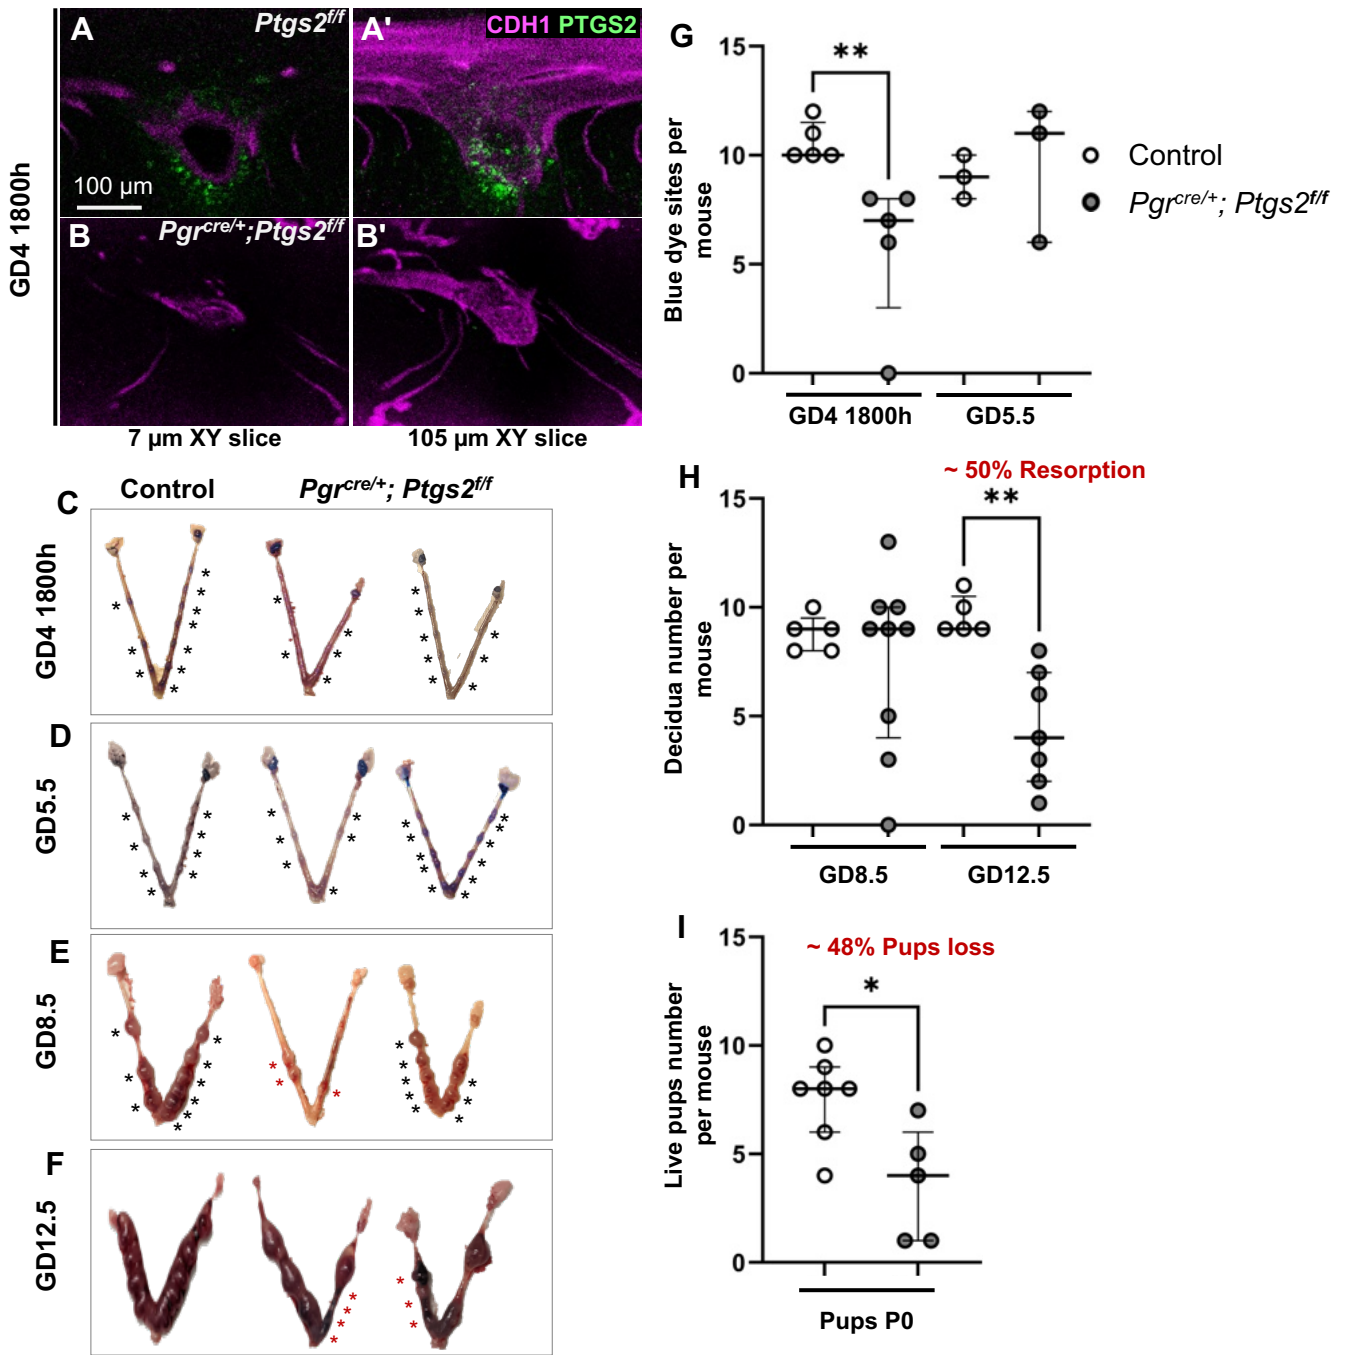 A
Ptgs2f/f
A'
CDH1 PTGS2
GD4 1800h
100 µm
B
Pgrcre/+;Ptgs2f/f
B'
7 µm XY slice
105 µm XY slice
Control
Pgrcre/+; Ptgs2f/f
C
GD4 1800h
* * * * * * * * * *
* * * * *
* * * * * * * *
D
GD5.5
E
GD8.5
F
GD12.5
G
Blue dye sites per
mouse
15
10
5
0
**
GD4 1800h
GD5.5
Control
Pgrcre/+; Ptgs2f/f
H
~ 50% Resorption
Decidua number per
mouse
15
10
5
0
**
GD8.5
GD12.5
I
~ 48% Pups loss
Live pups number
per mouse
15
10
5
0
*
Pups P0